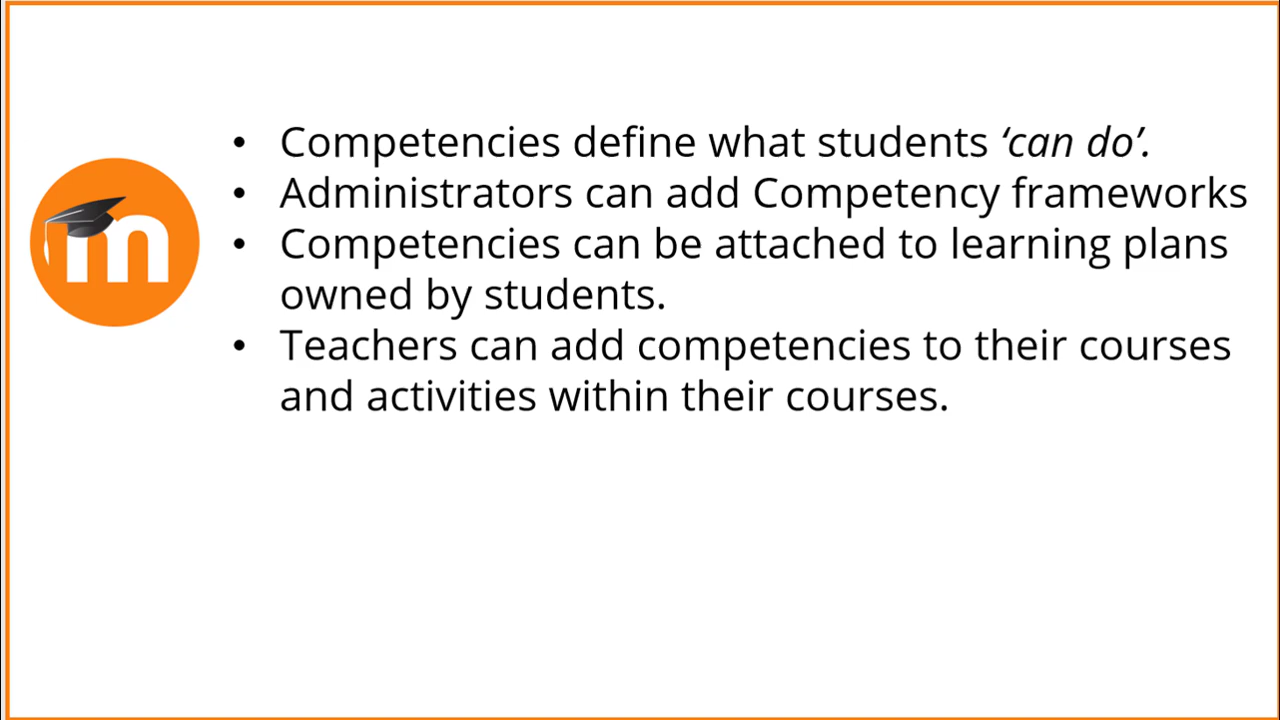 • Competencies define what students ‘can do’.
• Administrators can add Competency frameworks
• Competencies can be attached to learning plans
owned by students.
• Teachers can add competencies to their courses
and activities within their courses.
m